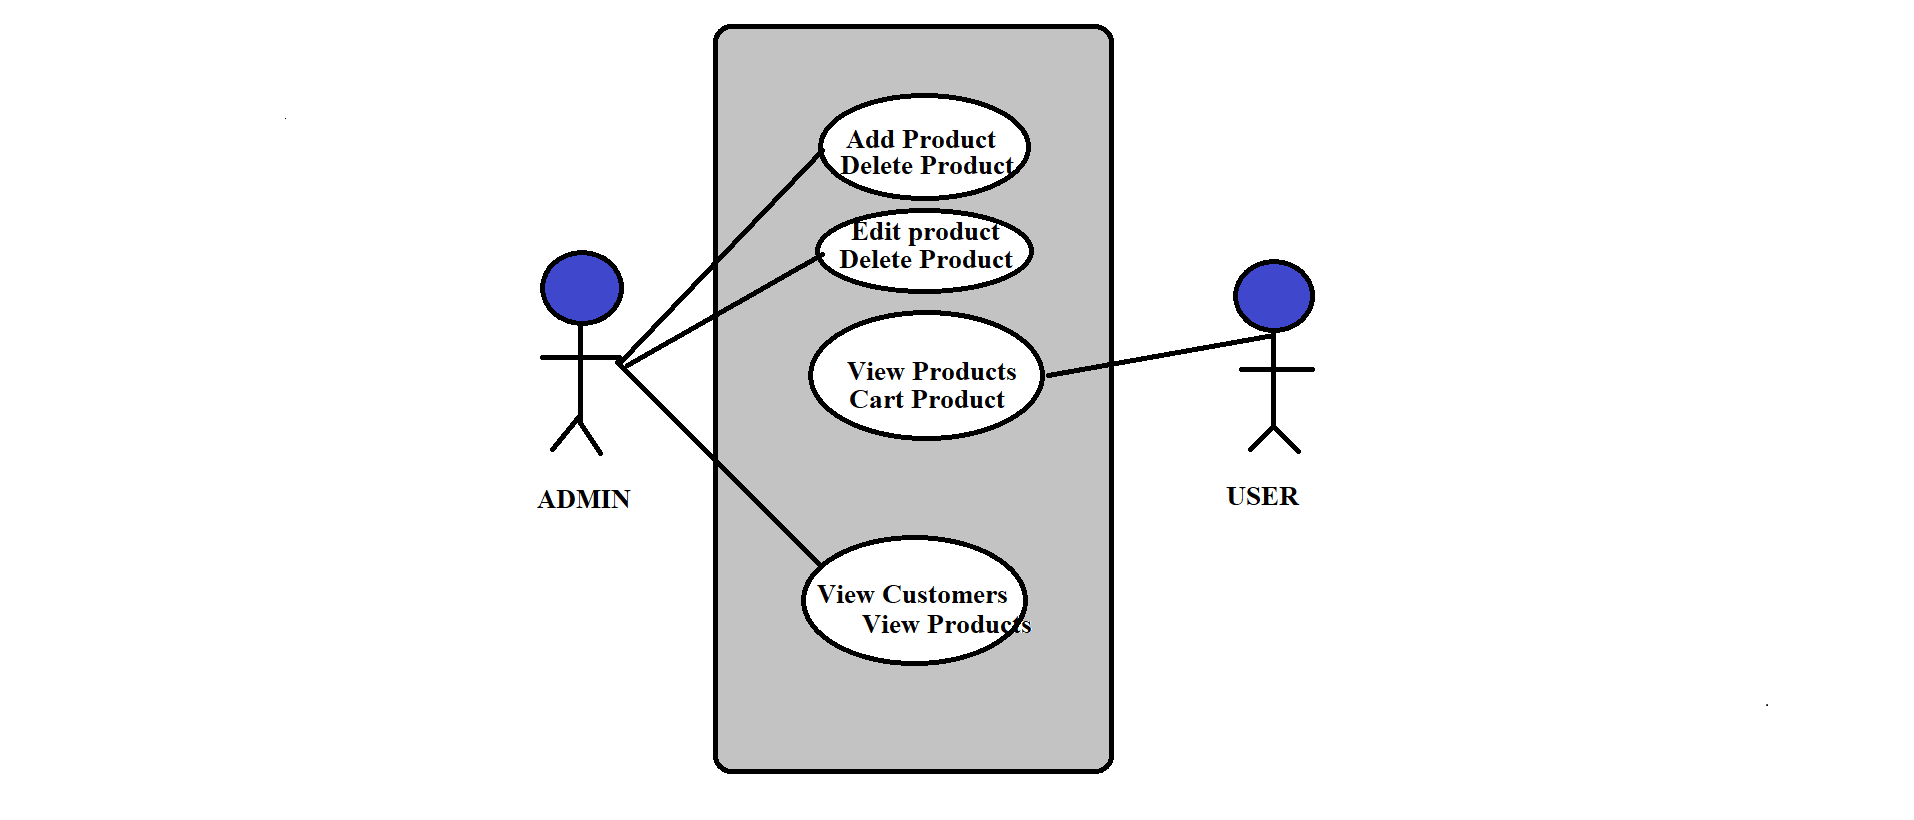 Add Product
Delete Product
Edit product
Delete Product
View Products
Cart Product
ADMIN
USER
View Customers
View Products